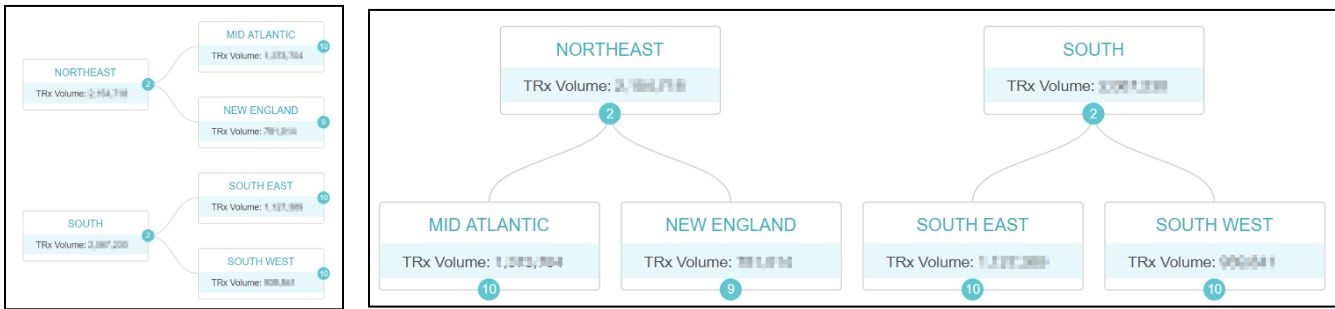 MID ATLANTIC
10
TRx Volume:
NORTHEAST
2
TRx Volume:
NEW ENGLAND
9
TRx Volume:
SOUTH EAST
10
TRx Volume:
SOUTH
2
TRx Volume:
SOUTH WEST
10
TRx Volume:
NORTHEAST
TRx Volume:
2
SOUTH
TRx Volume:
2
MID ATLANTIC
TRx Volume:
10
NEW ENGLAND
TRx Volume:
9
SOUTH EAST
TRx Volume:
10
SOUTH WEST
TRx Volume:
10